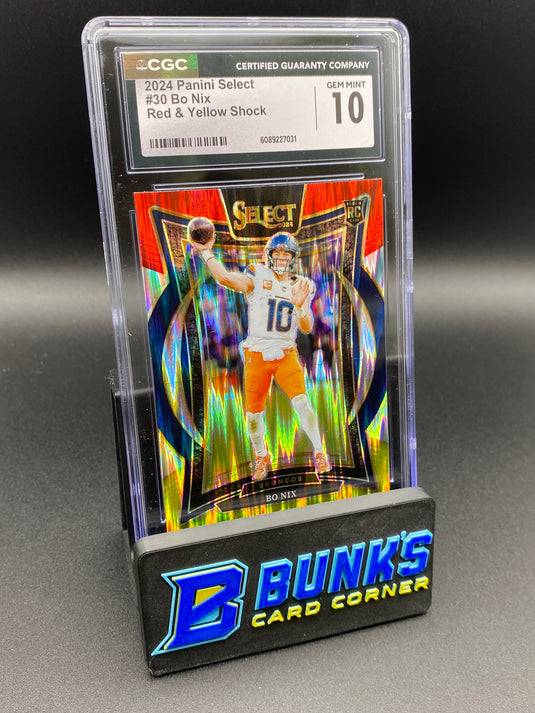 CGC
CERTIFIED GUARANTY COMPANY
2024 Panini Select
#30 Bo Nix
Red & Yellow Shock
GEM MINT
10
6089227031
SELECT
2024
RC
10
BRONCOS
BO NIX
B BUNK'S
CARD CORNER